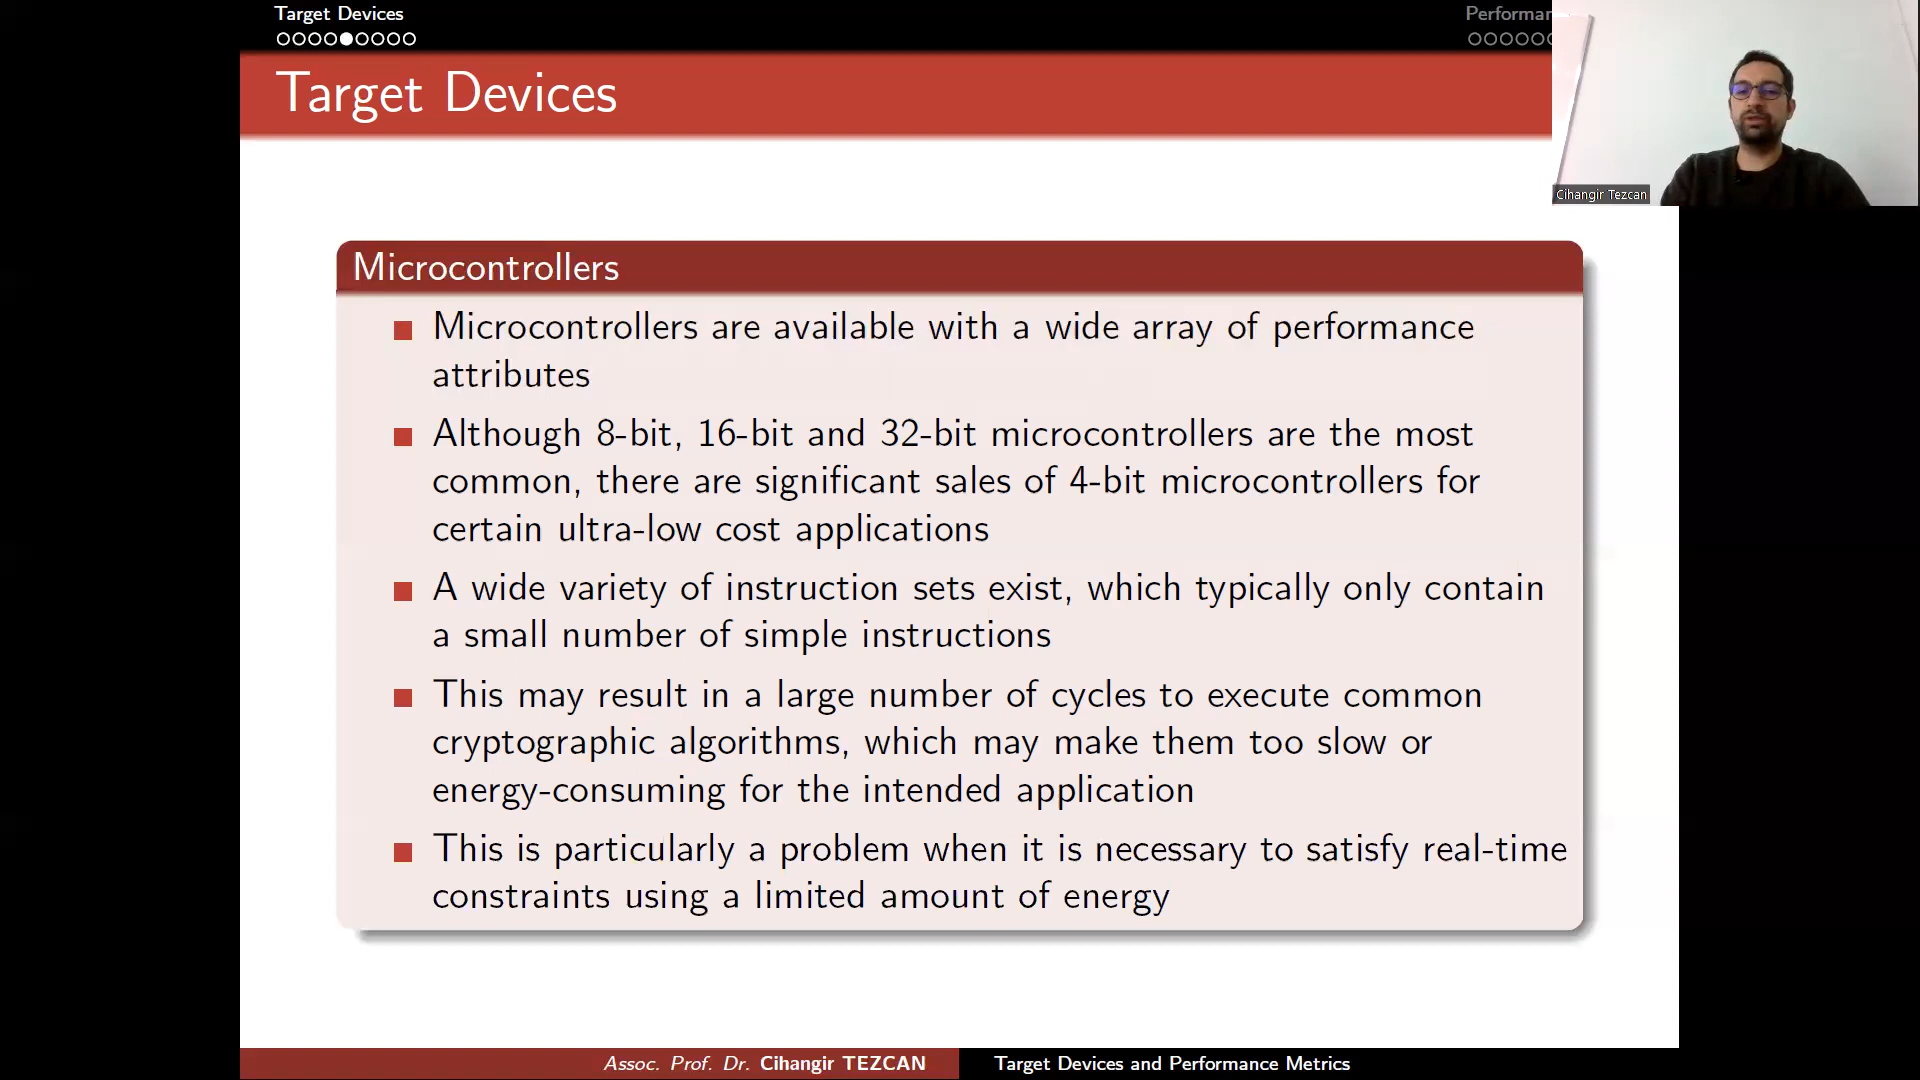 Target Devices
Performan
Target Devices
Cihangir Tezcan
Microcontrollers
Microcontrollers are available with a wide array of performance
attributes
Although 8-bit, 16-bit and 32-bit microcontrollers are the most
common, there are significant sales of 4-bit microcontrollers for
certain ultra-low cost applications
A wide variety of instruction sets exist, which typically only contain
a small number of simple instructions
This may result in a large number of cycles to execute common
cryptographic algorithms, which may make them too slow or
energy-consuming for the intended application
This is particularly a problem when it is necessary to satisfy real-time
constraints using a limited amount of energy
Assoc. Prof. Dr. Cihangir TEZCAN
Target Devices and Performance Metrics